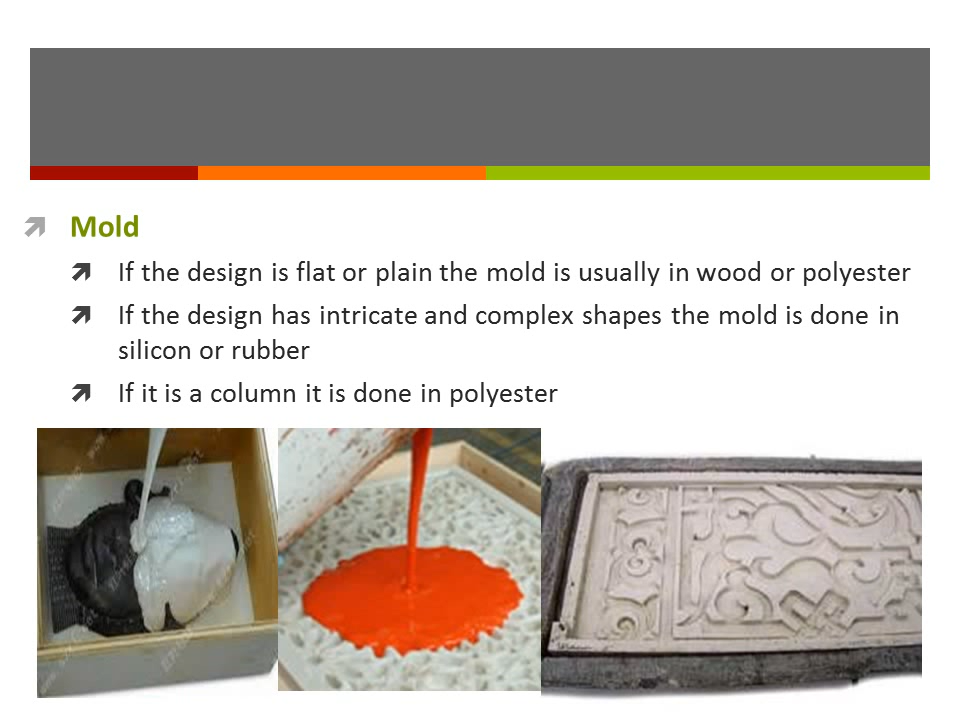 Mold
If the design is flat or plain the mold is usually in wood or polyester
If the design has intricate and complex shapes the mold is done in
silicon or rubber
If it is a column it is done in polyester